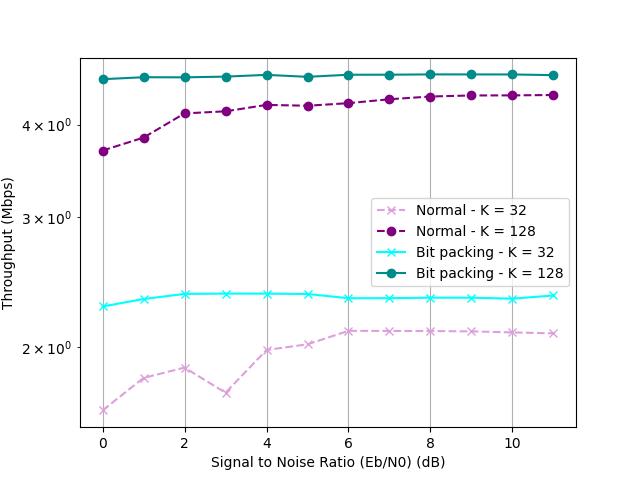 4 × 10⁰
3 × 10⁰
2 × 10⁰
Throughput (Mbps)
Normal - K = 32
Normal - K = 128
Bit packing - K = 32
Bit packing - K = 128
0 2 4 6 8 10
Signal to Noise Ratio (Eb/N0) (dB)